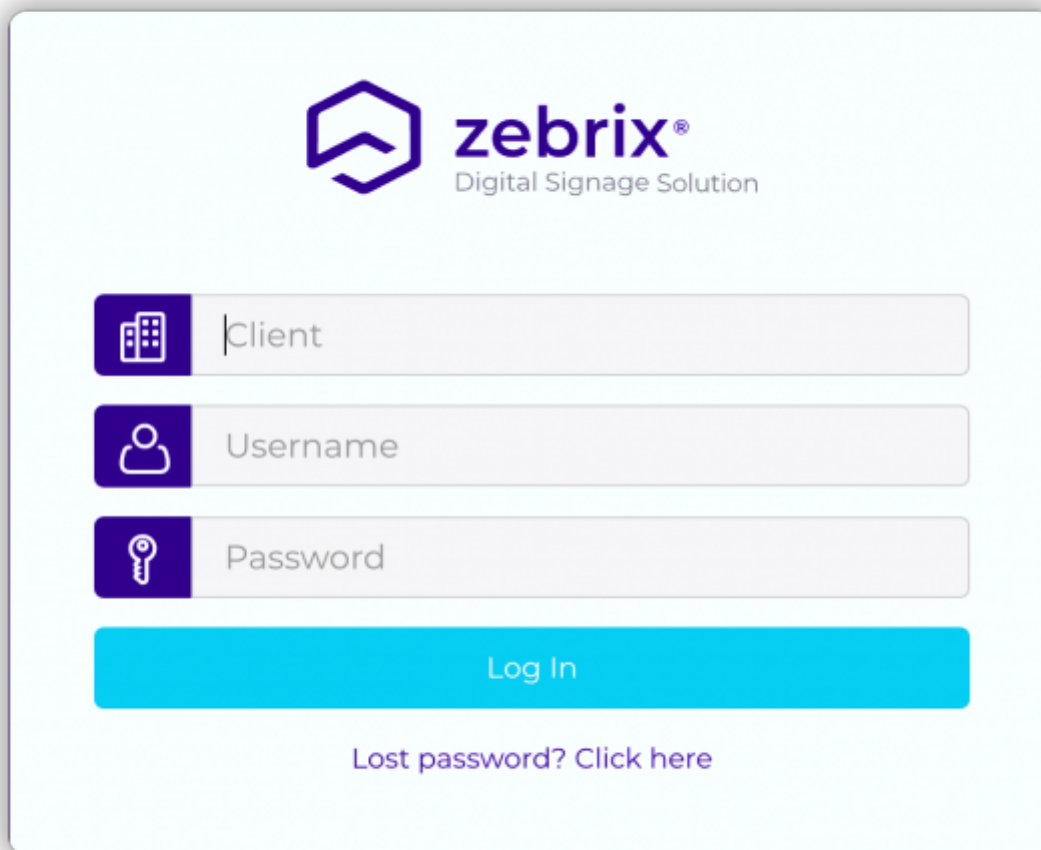 zebrix®
Digital Signage Solution
Client
Username
Password
Log In
Lost password? Click here